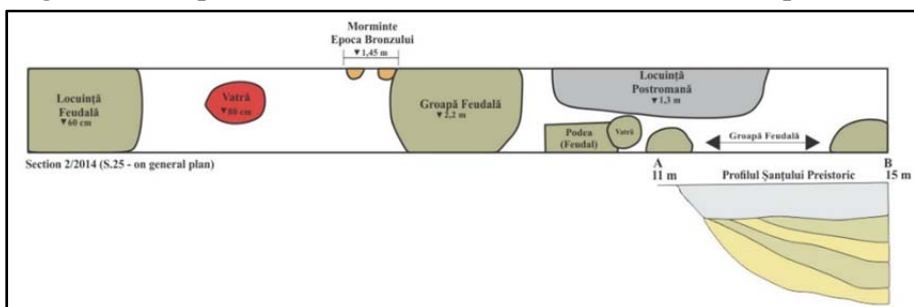 Morminte
Epoca Bronzului
▼1,45 m
Locuință
Feudală
▼60 cm
Vatră
▼80 cm
Groapă Feudală
▼2,2 m
Locuință
Postromană
▼1,3 m
Podea
(Feudal)
Vatră
Groapă Feudală
Section 2/2014 (S.25 - on general plan)
A
11 m
Profilul Șanțului Preistoric
B
15 m